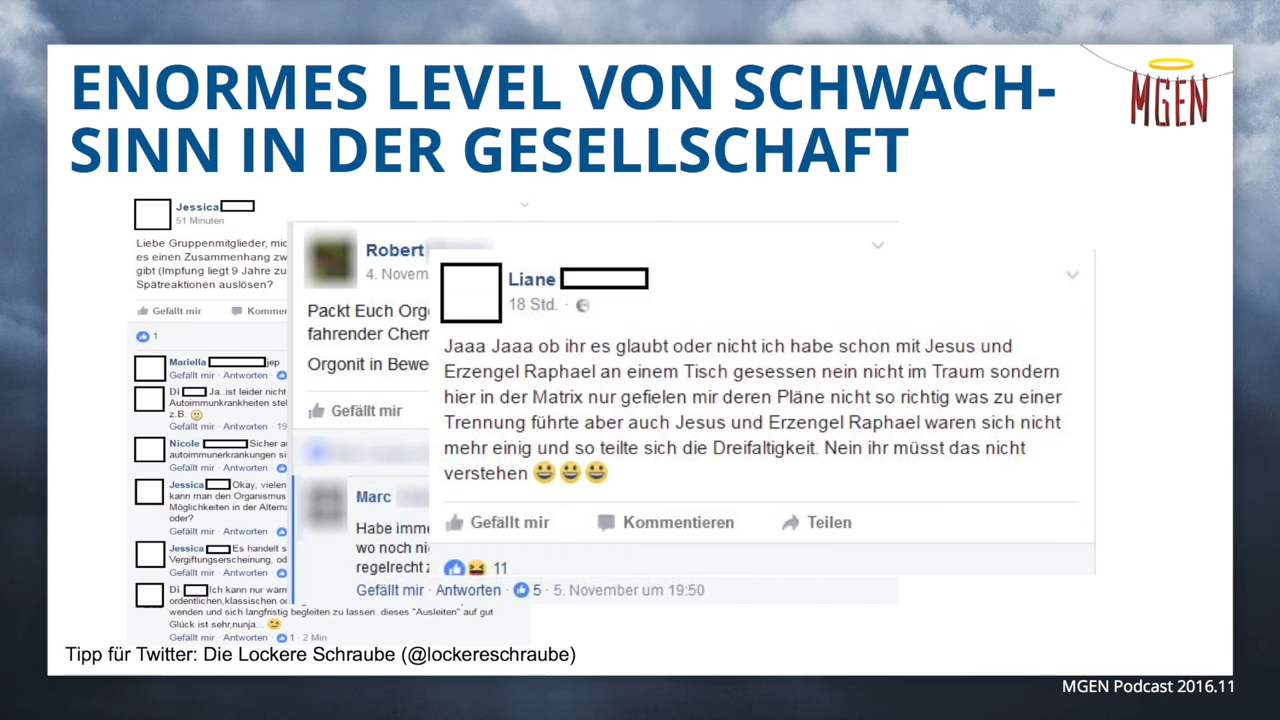 ENORMES LEVEL VON SCHWACH-
SINN IN DER GESELLSCHAFT
MGEN
Jessica
51 Minuten
Liebe Gruppenmitglieder, mic
es einen Zusammenhang zw
gibt (Impfung liegt 9 Jahre zu
Spätreaktionen auslösen?
Gefällt mir Kommen
1
Mariella jep
Gefällt mir · Antworten ·
Di Ja..ist leider nicht
Autoimmunkrankheiten stel
z.B.
Gefällt mir · Antworten · 19
Nicole Sicher au
autoimmunerkrankungen si
Gefällt mir · Antworten ·
Jessica Okay, vielen
kann man den Organismus
Möglichkeiten in der Alterna
oder?
Gefällt mir · Antworten ·
Jessica Es handelt s
Vergiftungserscheinung, od
Gefällt mir · Antworten ·
Di Ich kann nur wärm
ordentlichen,klassischen
wenden und sich langfristig begleiten zu lassen..dieses "Ausleiten" auf gut
Glück ist sehr,nunja...
Gefällt mir · Antworten · 1 · 2 Min
Robert
4. Novem
Packt Euch Orgo
fahrender Chem
Orgonit in Bewe
Gefällt mir
Marc
Habe imme
wo noch nie
regelrecht z
Gefällt mir · Antworten · 5 · 5. November um 19:50
Liane
18 Std. ·
Jaaa Jaaa ob ihr es glaubt oder nicht ich habe schon mit Jesus und
Erzengel Raphael an einem Tisch gesessen nein nicht im Traum sondern
hier in der Matrix nur gefielen mir deren Pläne nicht so richtig was zu einer
Trennung führte aber auch Jesus und Erzengel Raphael waren sich nicht
mehr einig und so teilte sich die Dreifaltigkeit. Nein ihr müsst das nicht
verstehen 😀😀😀
Gefällt mir Kommentieren Teilen
11
Tipp für Twitter: Die Lockere Schraube (@lockereschraube)
MGEN Podcast 2016.11